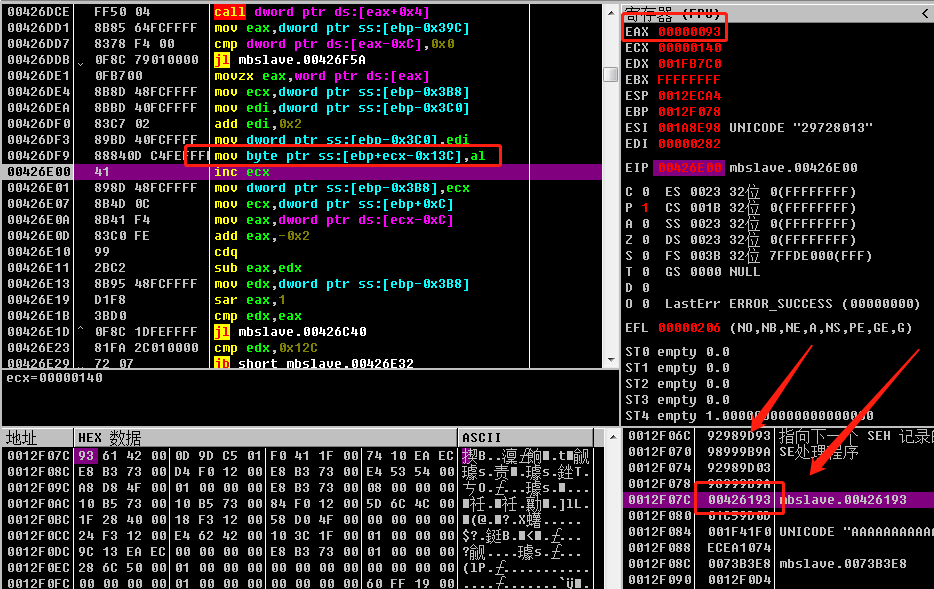 00426DCE FF50 04 call dword ptr ds:[eax+0x4]
00426DD1 8B85 64FCFFFF mov eax,dword ptr ss:[ebp-0x39C]
00426DD7 8378 F4 00 cmp dword ptr ds:[eax-0xC],0x0
00426DDB 0F8C 79010000 jl mbslave.00426F5A
00426DE1 0FB700 movzx eax,word ptr ds:[eax]
00426DE4 8B8D 48FCFFFF mov ecx,dword ptr ss:[ebp-0x3B8]
00426DEA 8BBD 40FCFFFF mov edi,dword ptr ss:[ebp-0x3C0]
00426DF0 83C7 02 add edi,0x2
00426DF3 89BD 40FCFFFF mov dword ptr ss:[ebp-0x3C0],edi
00426DF9 88840D C4FEFFFF mov byte ptr ss:[ebp+ecx-0x13C],al
00426E00 41 inc ecx
00426E01 898D 48FCFFFF mov dword ptr ss:[ebp-0x3B8],ecx
00426E07 8B4D 0C mov ecx,dword ptr ss:[ebp+0xC]
00426E0A 8B41 F4 mov eax,dword ptr ds:[ecx-0xC]
00426E0D 83C0 FE add eax,-0x2
00426E10 99 cdq
00426E11 2BC2 sub eax,edx
00426E13 8B95 48FCFFFF mov edx,dword ptr ss:[ebp-0x3B8]
00426E19 D1F8 sar eax,1
00426E1B 3BD0 cmp edx,eax
00426E1D ^ 0F8C 1DFEFFFF jl mbslave.00426C40
00426E23 81FA 2C010000 cmp edx,0x12C
00426E29 72 07 jb short mbslave.00426E32
ecx=00000140
寄存器 (FPU) <
EAX 00000093
ECX 00000140
EDX 001FB7C0
EBX FFFFFFFF
ESP 0012ECA4
EBP 0012F078
ESI 001A8E98 UNICODE "29728013"
EDI 00000282
EIP 00426E00 mbslave.00426E00
C 0 ES 0023 32位 0(FFFFFFFF)
P 1 CS 001B 32位 0(FFFFFFFF)
A 0 SS 0023 32位 0(FFFFFFFF)
Z 0 DS 0023 32位 0(FFFFFFFF)
S 0 FS 003B 32位 7FFDE000(FFF)
T 0 GS 0000 NULL
D 0
O 0 LastErr ERROR_SUCCESS (00000000)
EFL 00000206 (NO,NB,NE,A,NS,PE,GE,G)
ST0 empty 0.0
ST1 empty 0.0
ST2 empty 0.0
ST3 empty 0.0
ST4 empty 1.0000000000000000000
地址 HEX 数据 ASCII
0012F07C 93 61 42 00 0D 9D C5 01 F0 41 1F 00 74 10 EA EC
0012F08C E8 B3 73 00 D4 F0 12 00 E8 B3 73 00 E4 53 54 00
0012F09C A8 D8 4F 00 01 00 00 00 E8 B3 73 00 08 00 00 00
0012F0AC 10 B5 73 00 10 B5 73 00 84 F0 12 00 5D 6C 4C 00
0012F0BC 1F 28 40 00 18 F3 12 00 58 D0 4F 00 00 00 00 00
0012F0CC 24 F3 12 00 E4 62 42 00 10 3C 1F 00 01 00 00 00
0012F0DC 9C 13 EA EC 00 00 00 00 E8 B3 73 00 01 00 00 00
0012F0EC 28 6C 50 00 01 00 00 00 00 00 00 00 00 00 00 00
0012F0FC 00 00 00 00 01 00 00 00 00 00 00 00 60 FF 19 00
0012F06C 92989D93 指向下一个 SEH 记录的
0012F070 98999B9A SE处理程序
0012F074 92989D03
0012F078 98999B9A
0012F07C 00426193 mbslave.00426193
0012F080 01C59D0D
0012F084 001F41F0 UNICODE "AAAAAAAAAA
0012F088 ECEA1074
0012F08C 0073B3E8 mbslave.0073B3E8
0012F090 0012F0D4